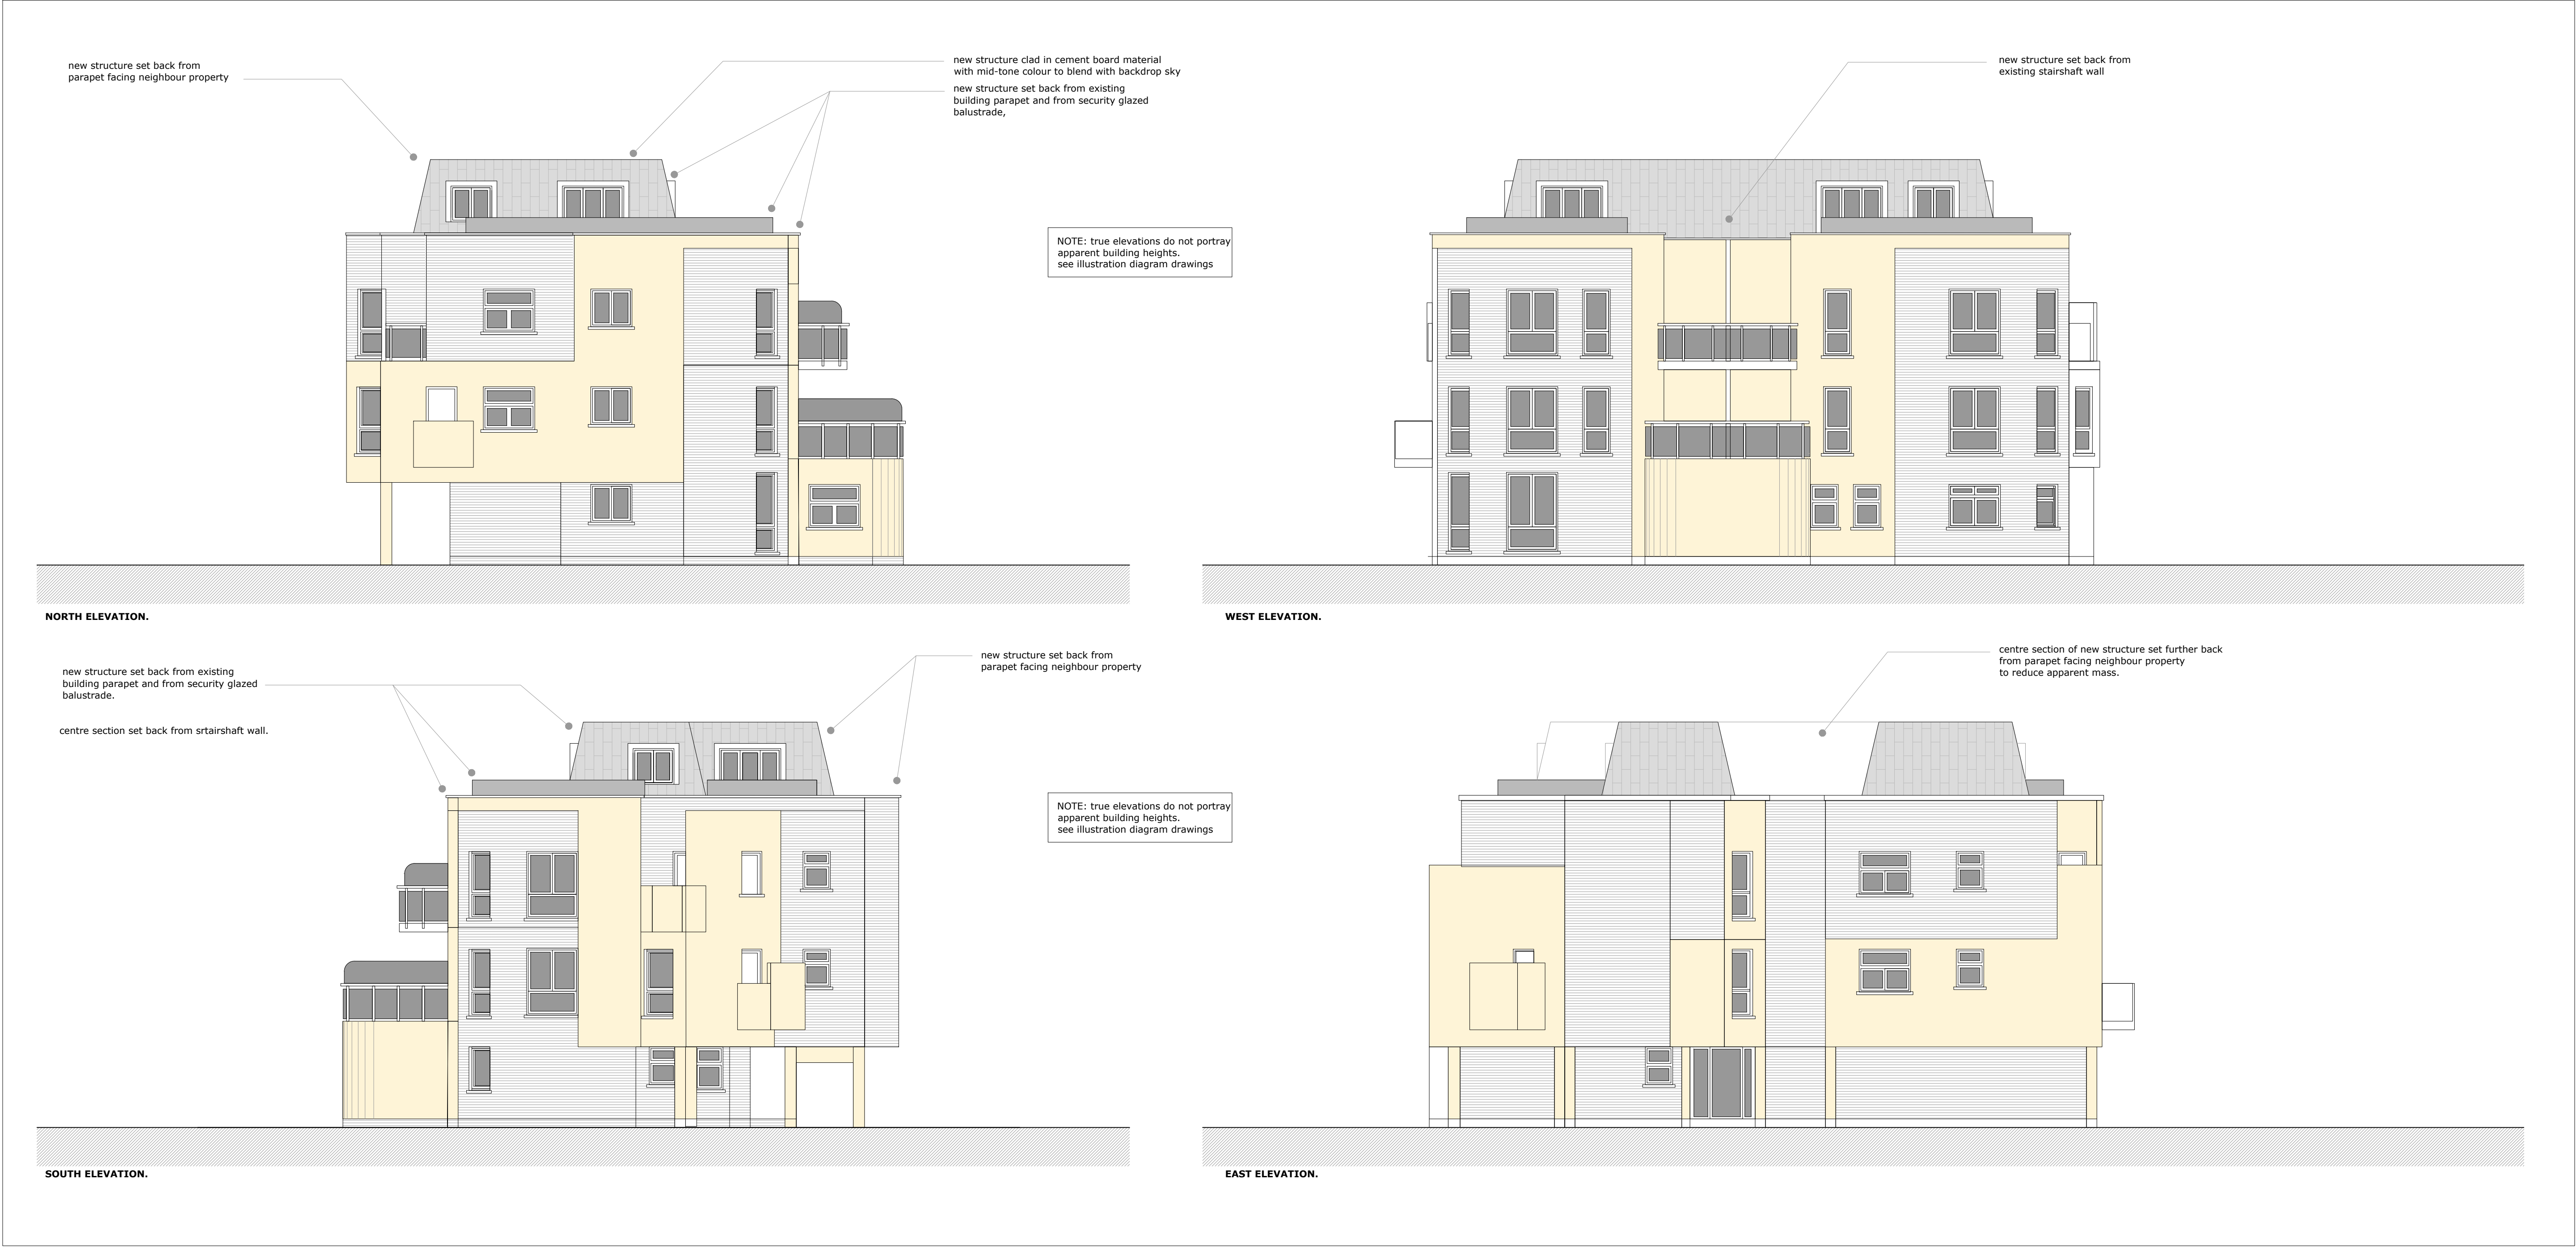 new structure set back from
parapet facing neighbour property
new structure clad in cement board material
with mid-tone colour to blend with backdrop sky
new structure set back from existing
building parapet and from security glazed
balustrade,
new structure set back from
existing stairshaft wall
NOTE: true elevations do not portray
apparent building heights.
see illustration diagram drawings
NORTH ELEVATION.
WEST ELEVATION.
new structure set back from existing
building parapet and from security glazed
balustrade.
centre section set back from srtairshaft wall.
new structure set back from
parapet facing neighbour property
centre section of new structure set further back
from parapet facing neighbour property
to reduce apparent mass.
NOTE: true elevations do not portray
apparent building heights.
see illustration diagram drawings
SOUTH ELEVATION.
EAST ELEVATION.